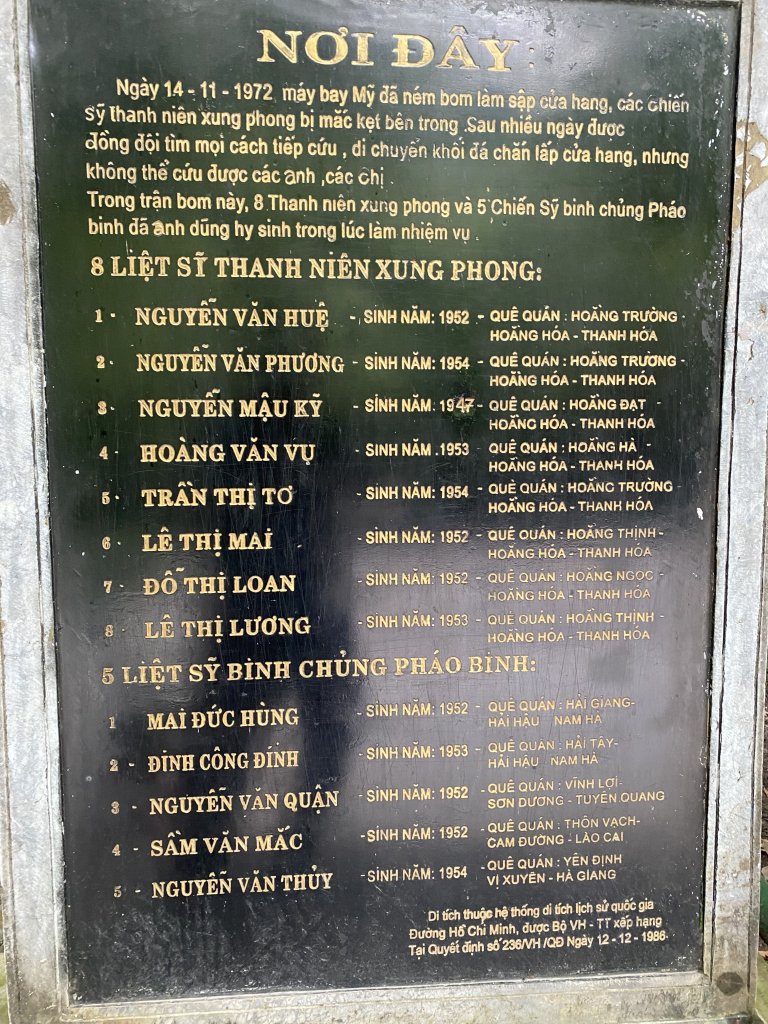 NƠI ĐÂY :
Ngày 14 - 11 - 1972 máy bay Mỹ đã ném bom làm sập cửa hang, các chiến
sỹ thanh niên xung phong bị mắc kẹt bên trong .Sau nhiều ngày được
đồng đội tìm mọi cách tiếp cứu , di chuyển khối đá chắn lấp cửa hang, nhưng
không thể cứu được các anh ,các chị .
Trong trận bom này, 8 Thanh niên xung phong và 5 Chiến Sỹ binh chủng Pháo
binh đã anh dũng hy sinh trong lúc làm nhiệm vụ .
8 LIỆT SĨ THANH NIÊN XUNG PHONG:
1 - NGUYỄN VĂN HUỆ - SINH NĂM: 1952 - QUÊ QUÁN : HOẰNG TRƯỜNG -
HOẰNG HÓA - THANH HÓA
2 - NGUYỄN VĂN PHƯƠNG - SINH NĂM: 1954 - QUÊ QUÁN : HOẰNG TRƯỜNG -
HOẰNG HÓA - THANH HÓA
3 - NGUYỄN MẬU KỸ - SINH NĂM 1947 - QUÊ QUÁN : HOẰNG ĐẠT -
HOẰNG HÓA - THANH HÓA
4 - HOÀNG VĂN VỤ - SINH NĂM .1953 QUÊ QUÁN : HOẰNG HÀ -
HOẰNG HÓA - THANH HÓA
5 - TRẦN THỊ TƠ - SINH NĂM: 1954 - QUÊ QUÁN : HOẰNG TRƯỜNG -
HOẰNG HÓA - THANH HÓA
6 - LÊ THỊ MAI - SINH NĂM: 1952 - QUÊ QUÁN : HOẰNG THỊNH -
HOẰNG HÓA - THANH HÓA
7 - ĐỖ THỊ LOAN - SINH NĂM: 1952 - QUÊ QUÁN : HOẰNG NGỌC -
HOẰNG HÓA - THANH HÓA
8 - LÊ THỊ LƯƠNG - SINH NĂM: 1953 - QUÊ QUÁN : HOẰNG THỊNH -
HOẰNG HÓA - THANH HÓA
5 LIỆT SỸ BINH CHỦNG PHÁO BINH:
1 MAI ĐỨC HÙNG - SINH NĂM: 1952 - QUÊ QUÁN : HẢI GIANG-
HẢI HẬU NAM HÀ
2 - ĐINH CÔNG ĐÍNH - SINH NĂM: 1953 - QUÊ QUÁN : HẢI TÂY-
HẢI HẬU NAM HÀ
3 - NGUYỄN VĂN QUẬN - SINH NĂM: 1952 - QUÊ QUÁN : VĨNH LỢI-
SƠN DƯƠNG - TUYÊN QUANG
4 - SẦM VĂN MẮC - SINH NĂM: 1952 - QUÊ QUÁN : THÔN VẠCH-
CAM ĐƯỜNG - LÀO CAI
5 - NGUYỄN VĂN THỦY - SINH NĂM: 1954 - QUÊ QUÁN : YÊN ĐỊNH
VỊ XUYÊN - HÀ GIANG
Di tích thuộc hệ thống di tích lịch sử quốc gia
Đường Hồ Chí Minh, được Bộ VH - TT xếp hạng
Tại Quyết định số 236/VH /QĐ Ngày 12 - 12 - 1986.